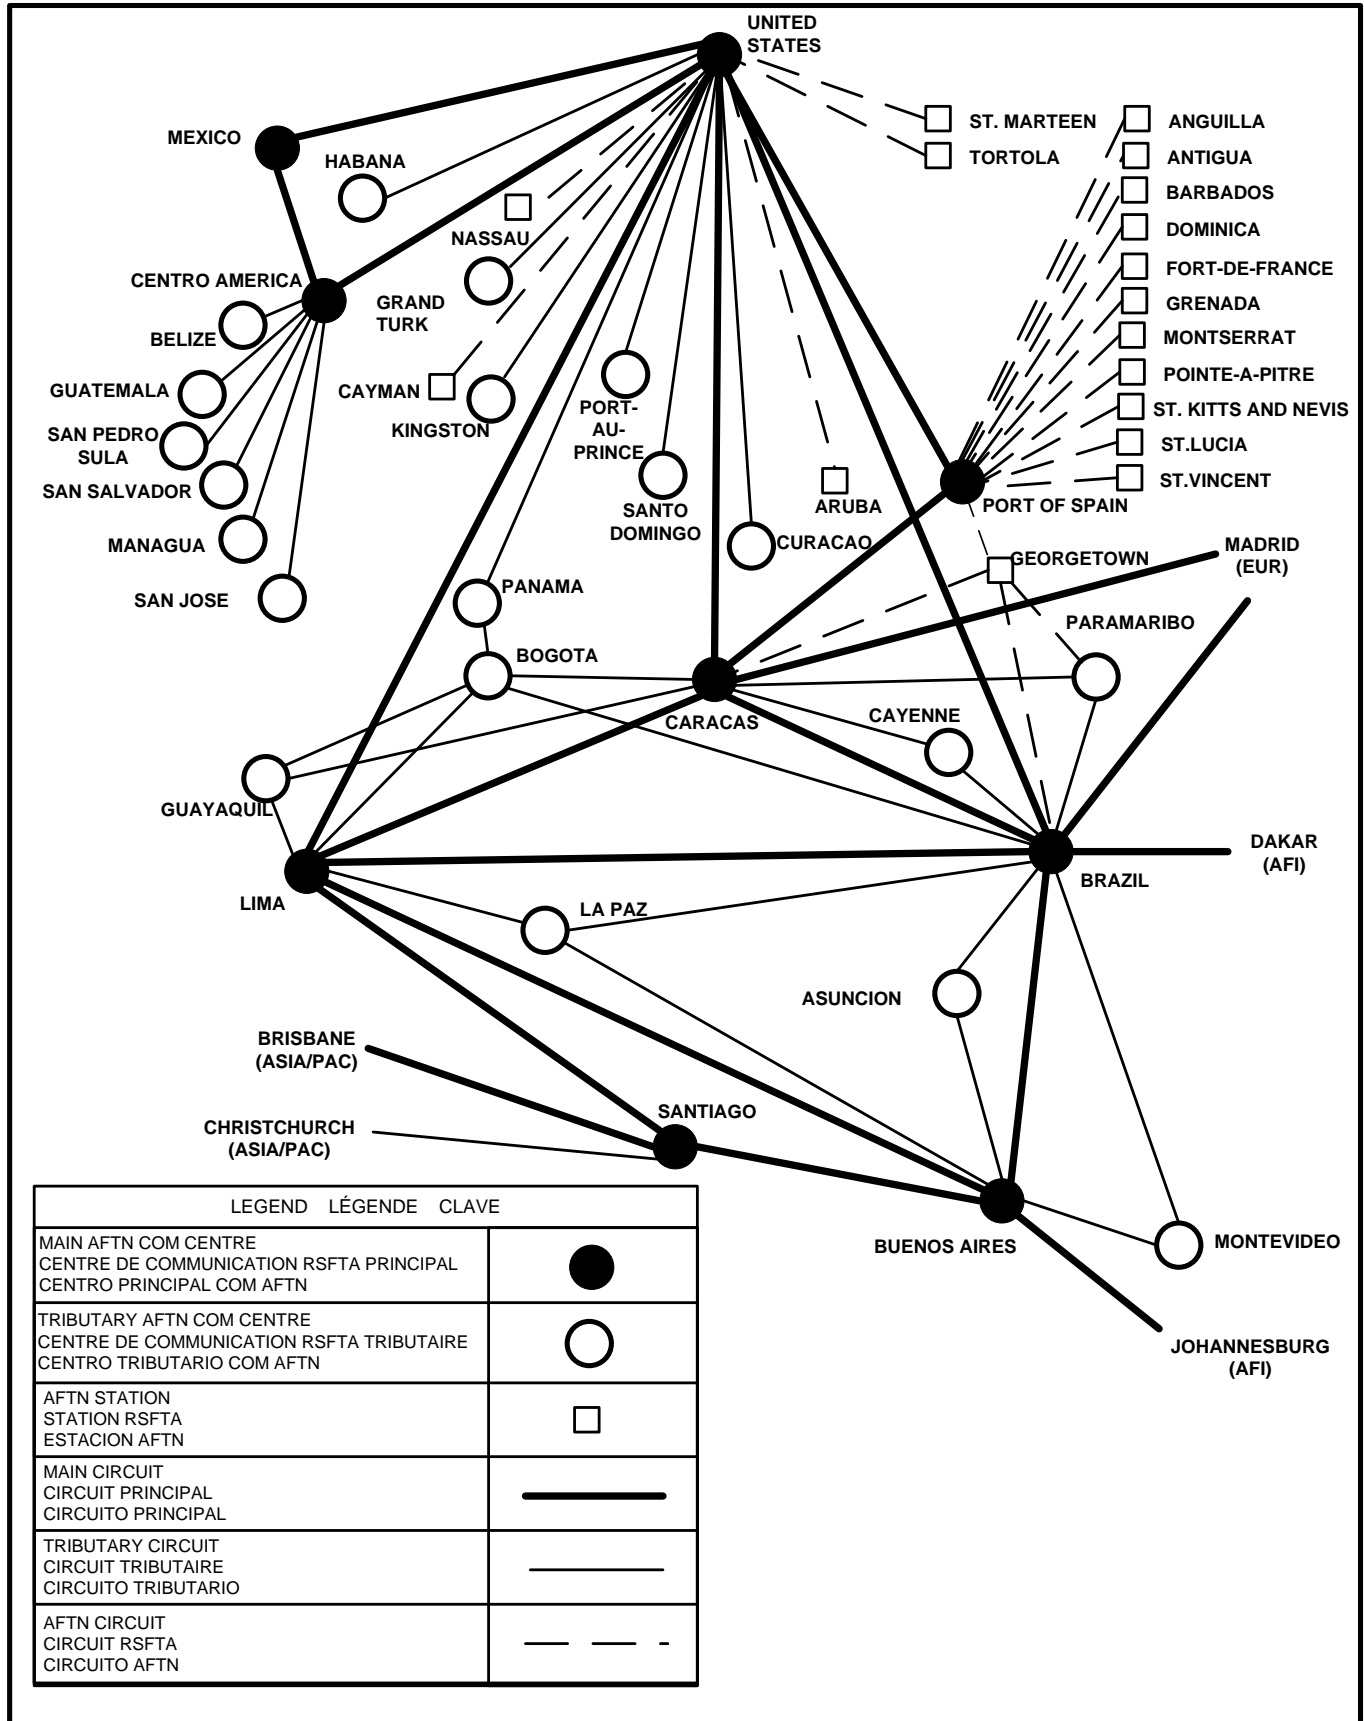 UNITED
STATES
MEXICO
HABANA
ST. MARTEEN
TORTOLA
ANGUILLA
ANTIGUA
BARBADOS
DOMINICA
FORT-DE-FRANCE
GRENADA
MONTSERRAT
POINTE-A-PITRE
ST. KITTS AND NEVIS
ST.LUCIA
ST.VINCENT
NASSAU
CENTRO AMERICA
GRAND
TURK
BELIZE
GUATEMALA
CAYMAN
KINGSTON
PORT-
AU-
PRINCE
SAN PEDRO
SULA
SAN SALVADOR
MANAGUA
SAN JOSE
SANTO
DOMINGO
ARUBA
CURACAO
PORT OF SPAIN
GEORGETOWN
MADRID
(EUR)
PANAMA
BOGOTA
PARAMARIBO
CARACAS
CAYENNE
GUAYAQUIL
LIMA
BRAZIL
DAKAR
(AFI)
LA PAZ
ASUNCION
BRISBANE
(ASIA/PAC)
CHRISTCHURCH
(ASIA/PAC)
SANTIAGO
BUENOS AIRES
MONTEVIDEO
JOHANNESBURG
(AFI)
LEGEND LÉGENDE CLAVE
MAIN AFTN COM CENTRE
CENTRE DE COMMUNICATION RSFTA PRINCIPAL
CENTRO PRINCIPAL COM AFTN
TRIBUTARY AFTN COM CENTRE
CENTRE DE COMMUNICATION RSFTA TRIBUTAIRE
CENTRO TRIBUTARIO COM AFTN
AFTN STATION
STATION RSFTA
ESTACION AFTN
MAIN CIRCUIT
CIRCUIT PRINCIPAL
CIRCUITO PRINCIPAL
TRIBUTARY CIRCUIT
CIRCUIT TRIBUTAIRE
CIRCUITO TRIBUTARIO
AFTN CIRCUIT
CIRCUIT RSFTA
CIRCUITO AFTN